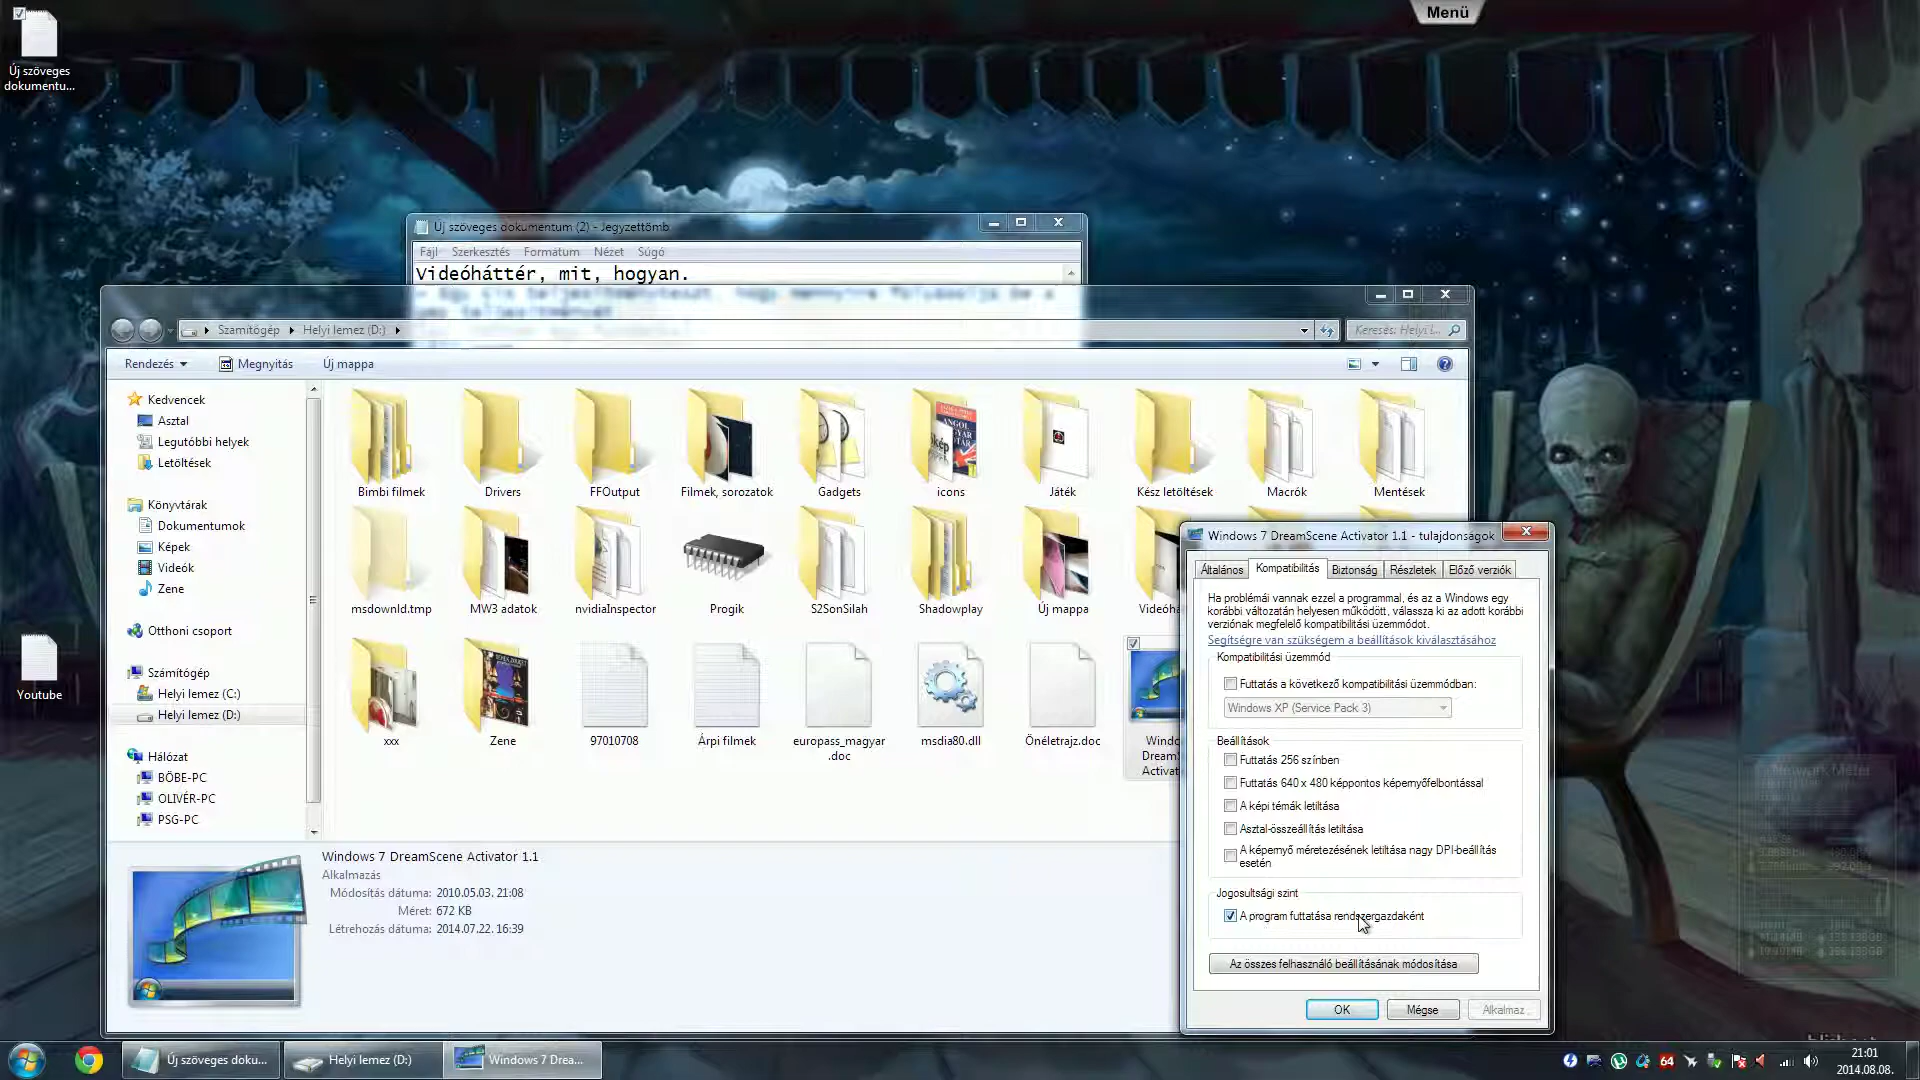 Menü
Új szöveges
dokumentu...
Új szöveges dokumentum (2) - Jegyzettömb
Fájl Szerkesztés Formátum Nézet Súgó
Videóháttér, mit, hogyan.
Számítógép Helyi lemez (D:)
Keresés: Helyi l...
Rendezés Megnyitás Új mappa
Kedvencek
Asztal
Legutóbbi helyek
Letöltések
Könyvtárak
Dokumentumok
Képek
Videók
Zene
Otthoni csoport
Számítógép
Helyi lemez (C:)
Helyi lemez (D:)
Hálózat
BÖBE-PC
OLIVÉR-PC
PSG-PC
Bimbi filmek Drivers FFOutput Filmek, sorozatok Gadgets icons Játék Kész letöltések Macrók Mentések
msdownld.tmp MW3 adatok nvidiaInspector Progik S2SonSilah Shadowplay Új mappa Videóh
xxx Zene 97010708 Árpi filmek europass_magyar
.doc
msdia80.dll Önéletrajz.doc Windo
Dream
Activat
Youtube
Windows 7 DreamScene Activator 1.1
Alkalmazás
Módosítás dátuma: 2010.05.03. 21:08
Méret: 672 KB
Létrehozás dátuma: 2014.07.22. 16:39
Windows 7 DreamScene Activator 1.1 - tulajdonságok
Általános Kompatibilitás Biztonság Részletek Előző verziók
Ha problémái vannak ezzel a programmal, és az a Windows egy
korábbi változatán helyesen működött, válassza ki az adott korábbi
verziónak megfelelő kompatibilitási üzemmódot.
Segítségre van szükségem a beállítások kiválasztásához
Kompatibilitási üzemmód
Futtatás a következő kompatibilitási üzemmódban:
Windows XP (Service Pack 3)
Beállítások
Futtatás 256 színben
Futtatás 640 x 480 képpontos képernyőfelbontással
A képi témák letiltása
Asztal-összeállítás letiltása
A képernyő méretezésének letiltása nagy DPI-beállítás
esetén
Jogosultsági szint
A program futtatása rendszergazdaként
Az összes felhasználó beállításának módosítása
OK Mégse Alkalmaz
Network Meter
Új szöveges doku... Helyi lemez (D:) Windows 7 Drea...
64
21:01
2014.08.08.